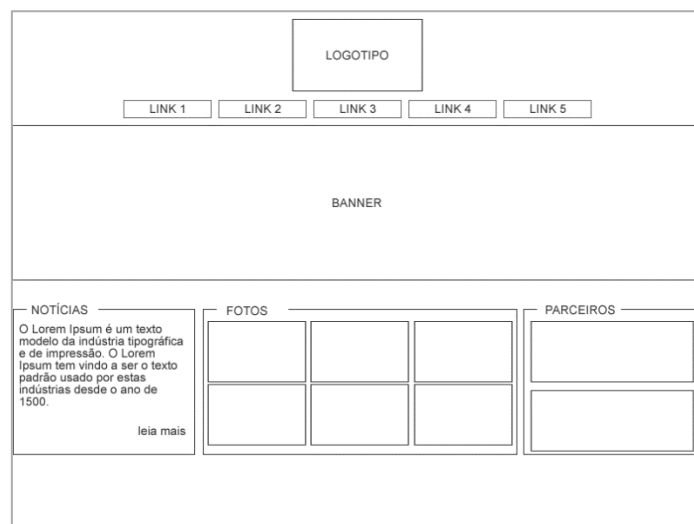 LOGOTIPO
LINK 1
LINK 2
LINK 3
LINK 4
LINK 5
BANNER
NOTÍCIAS
O Lorem Ipsum é um texto
modelo da indústria tipográfica
e de impressão. O Lorem
Ipsum tem vindo a ser o texto
padrão usado por estas
indústrias desde o ano de
1500.
leia mais
FOTOS
PARCEIROS